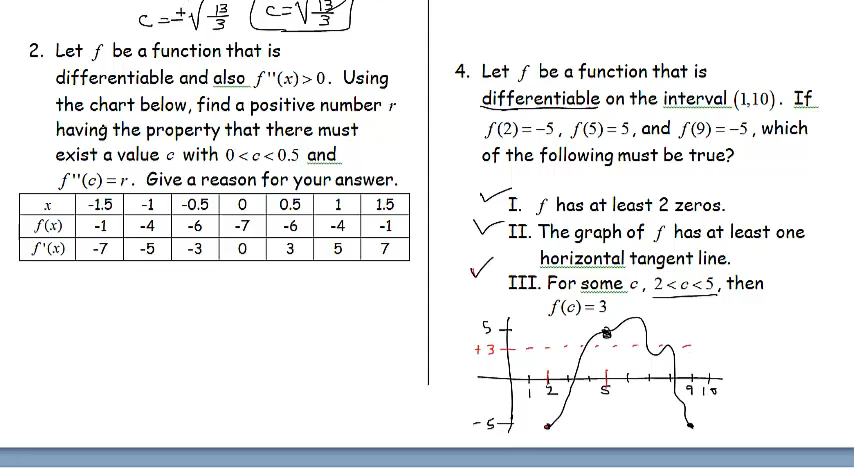 c = ±√13/3   c = √13/3
2. Let f be a function that is
differentiable and also f''(x) > 0. Using
the chart below, find a positive number r
having the property that there must
exist a value c with 0 < c < 0.5 and
f''(c) = r. Give a reason for your answer.
x -1.5 -1 -0.5 0 0.5 1 1.5
f(x) -1 -4 -6 -7 -6 -4 -1
f'(x) -7 -5 -3 0 3 5 7
4. Let f be a function that is
differentiable on the interval (1,10). If
f(2) = -5, f(5) = 5, and f(9) = -5, which
of the following must be true?
I. f has at least 2 zeros.
II. The graph of f has at least one
horizontal tangent line.
III. For some c, 2 < c < 5, then
f(c) = 3
5
+3
1 2 5 9 10
-5